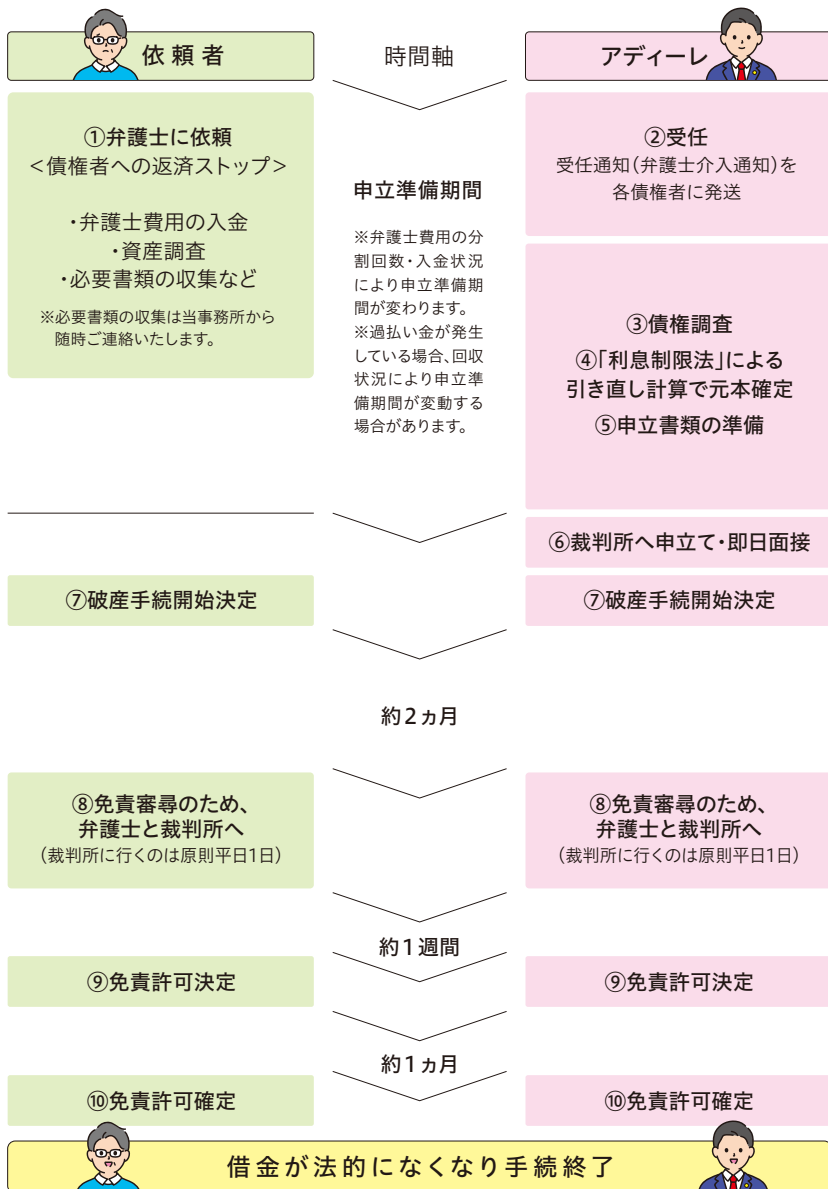 依頼者
時間軸
アディーレ
①弁護士に依頼
<債権者への返済ストップ>
・弁護士費用の入金
・資産調査
・必要書類の収集など
※必要書類の収集は当事務所から
随時ご連絡いたします。
申立準備期間
※弁護士費用の分
割回数・入金状況
により申立準備期
間が変わります。
※過払い金が発生
している場合、回収
状況により申立準
備期間が変動する
場合があります。
②受任
受任通知(弁護士介入通知)を
各債権者に発送
③債権調査
④「利息制限法」による
引き直し計算で元本確定
⑤申立書類の準備
⑥裁判所へ申立て・即日面接
⑦破産手続開始決定
⑦破産手続開始決定
約2ヵ月
⑧免責審尋のため、
弁護士と裁判所へ
(裁判所に行くのは原則平日1日)
⑧免責審尋のため、
弁護士と裁判所へ
(裁判所に行くのは原則平日1日)
約1週間
⑨免責許可決定
⑨免責許可決定
約1ヵ月
⑩免責許可確定
⑩免責許可確定
借金が法的になくなり手続終了